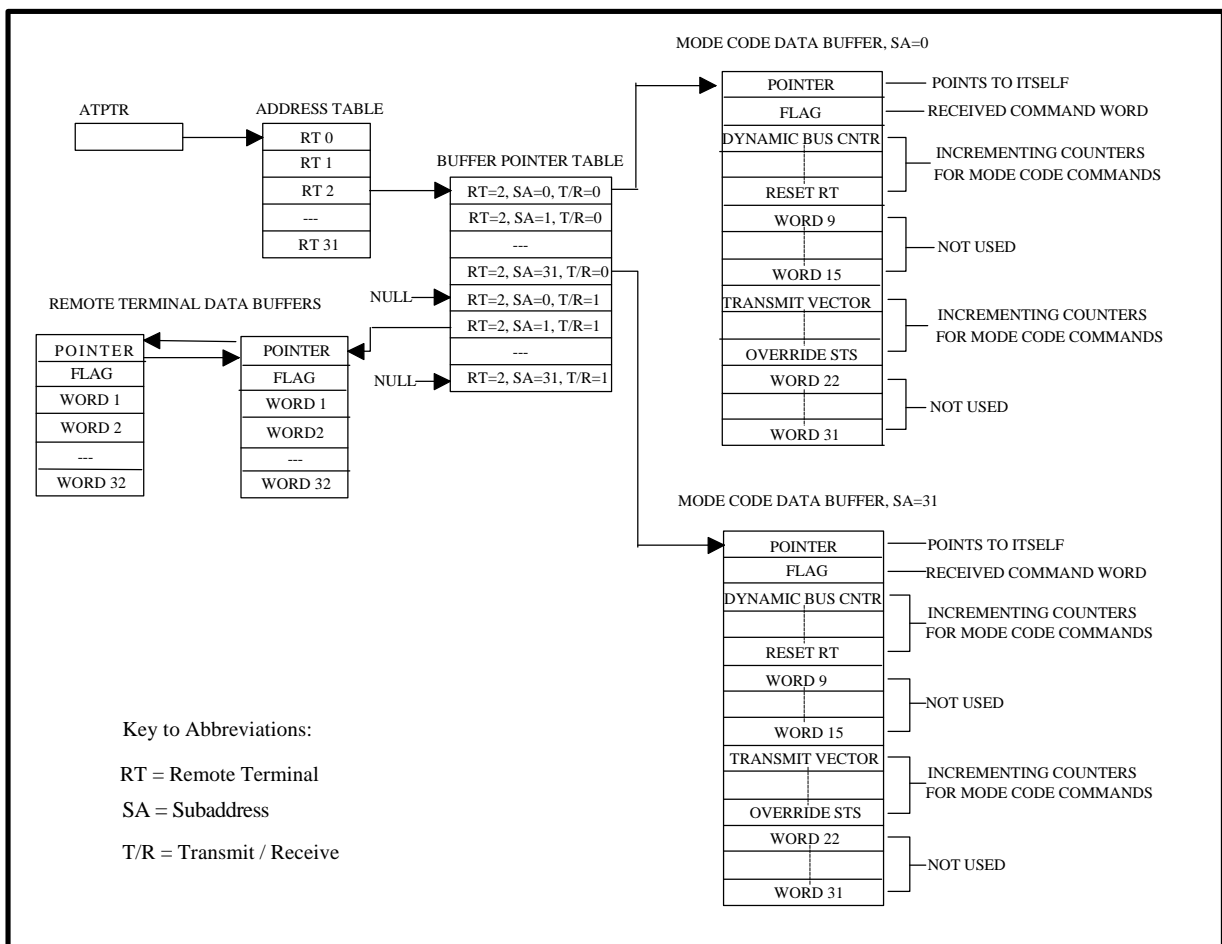 MODE CODE DATA BUFFER, SA=0
POINTER
POINTS TO ITSELF
FLAG
RECEIVED COMMAND WORD
DYNAMIC BUS CNTR
INCREMENTING COUNTERS
FOR MODE CODE COMMANDS
RESET RT
WORD 9
NOT USED
WORD 15
TRANSMIT VECTOR
INCREMENTING COUNTERS
FOR MODE CODE COMMANDS
OVERRIDE STS
WORD 22
NOT USED
WORD 31
ATPTR
ADDRESS TABLE
RT 0
RT 1
RT 2
---
RT 31
BUFFER POINTER TABLE
RT=2, SA=0, T/R=0
RT=2, SA=1, T/R=0
---
RT=2, SA=31, T/R=0
NULL
RT=2, SA=0, T/R=1
RT=2, SA=1, T/R=1
---
NULL
RT=2, SA=31, T/R=1
REMOTE TERMINAL DATA BUFFERS
POINTER
FLAG
WORD 1
WORD 2
---
WORD 32
POINTER
FLAG
WORD 1
WORD2
---
WORD 32
MODE CODE DATA BUFFER, SA=31
POINTER
POINTS TO ITSELF
FLAG
RECEIVED COMMAND WORD
DYNAMIC BUS CNTR
INCREMENTING COUNTERS
FOR MODE CODE COMMANDS
RESET RT
WORD 9
NOT USED
WORD 15
TRANSMIT VECTOR
INCREMENTING COUNTERS
FOR MODE CODE COMMANDS
OVERRIDE STS
WORD 22
NOT USED
WORD 31
Key to Abbreviations:
RT = Remote Terminal
SA = Subaddress
T/R = Transmit / Receive